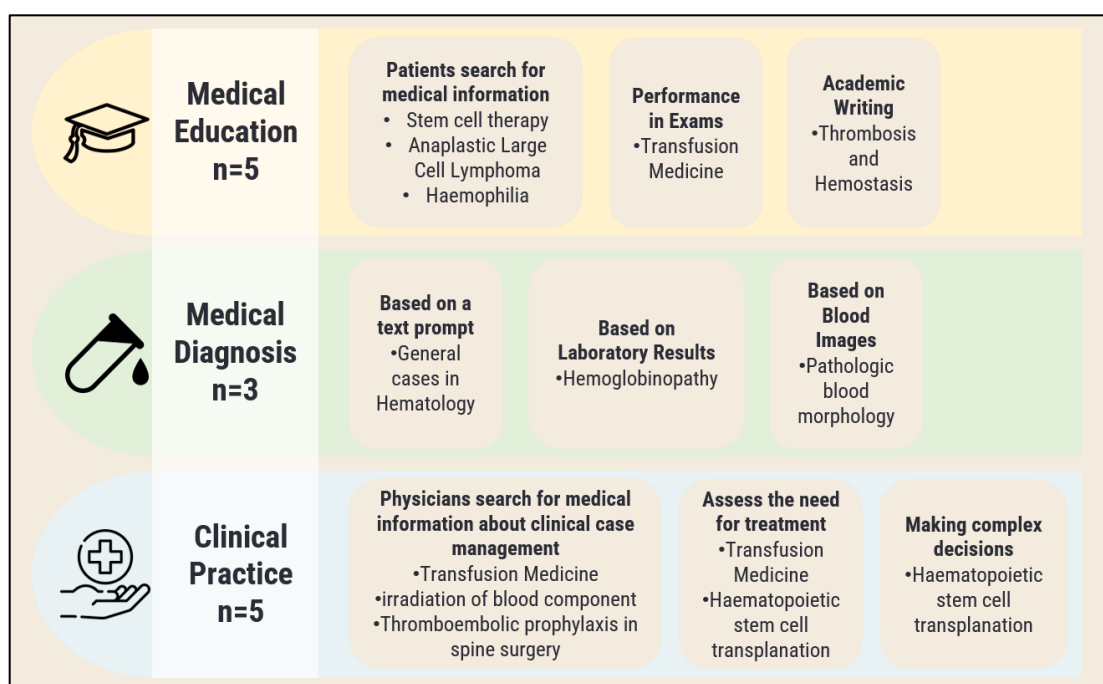 Medical
Education
n=5
Patients search for
medical information
• Stem cell therapy
• Anaplastic Large
Cell Lymphoma
• Haemophilia
Performance
in Exams
•Transfusion
Medicine
Academic
Writing
•Thrombosis
and
Hemostasis
Medical
Diagnosis
n=3
Based on a
text prompt
•General
cases in
Hematology
Based on
Laboratory Results
•Hemoglobinopathy
Based on
Blood
Images
•Pathologic
blood
morphology
Clinical
Practice
n=5
Physicians search for medical
information about clinical case
management
•Transfusion Medicine
•irradiation of blood component
•Thromboembolic prophylaxis in
spine surgery
Assess the need
for treatment
•Transfusion
Medicine
•Haematopoietic
stem cell
transplanation
Making complex
decisions
•Haematopoietic
stem cell
transplanation